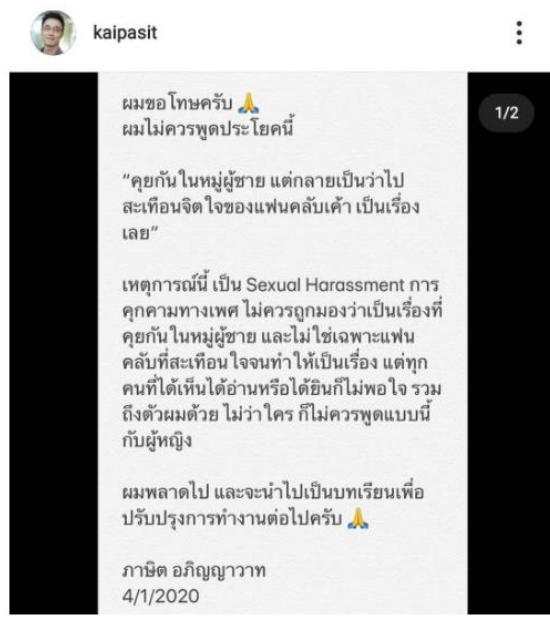 kaipasit
1/2
ผมขอโทษครับ 🙏
ผมไม่ควรพูดประโยคนี้
“คุยกันในหมู่ผู้ชาย แต่กลายเป็นว่าไป
สะเทือนจิตใจของแฟนคลับเค้า เป็นเรื่อง
เลย”
เหตุการณ์นี้ เป็น Sexual Harassment การ
คุกคามทางเพศ ไม่ควรถูกมองว่าเป็นเรื่องที่
คุยกันในหมู่ผู้ชาย และไม่ใช่เฉพาะแฟน
คลับที่สะเทือนใจจนทำให้เป็นเรื่อง แต่ทุก
คนที่ได้เห็นได้อ่านหรือได้ยินก็ไม่พอใจ รวม
ถึงตัวผมด้วย ไม่ว่าใคร ก็ไม่ควรพูดแบบนี้
กับผู้หญิง
ผมพลาดไป และจะนำไปเป็นบทเรียนเพื่อ
ปรับปรุงการทำงานต่อไปครับ 🙏
ภาษิต อภิญญาวาท
4/1/2020